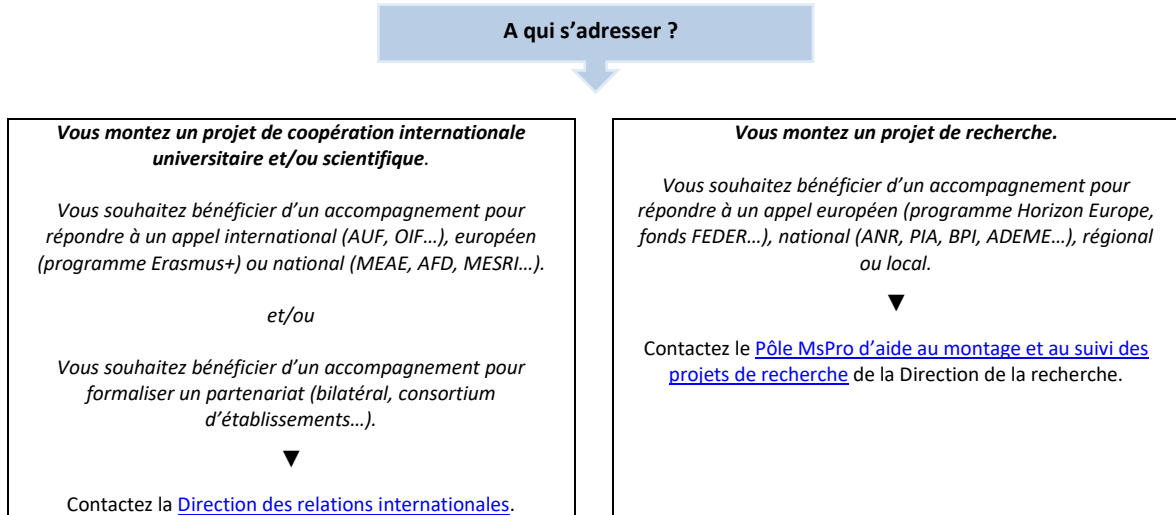 A qui s’adresser ?
Vous montez un projet de coopération internationale
universitaire et/ou scientifique.
Vous souhaitez bénéficier d’un accompagnement pour
répondre à un appel international (AUF, OIF…), européen
(programme Erasmus+) ou national (MEAE, AFD, MESRI…).
et/ou
Vous souhaitez bénéficier d’un accompagnement pour
formaliser un partenariat (bilatéral, consortium
d’établissements…).
▼
Contactez la Direction des relations internationales.
Vous montez un projet de recherche.
Vous souhaitez bénéficier d’un accompagnement pour
répondre à un appel européen (programme Horizon Europe,
fonds FEDER…), national (ANR, PIA, BPI, ADEME…), régional
ou local.
▼
Contactez le Pôle MsPro d’aide au montage et au suivi des
projets de recherche de la Direction de la recherche.